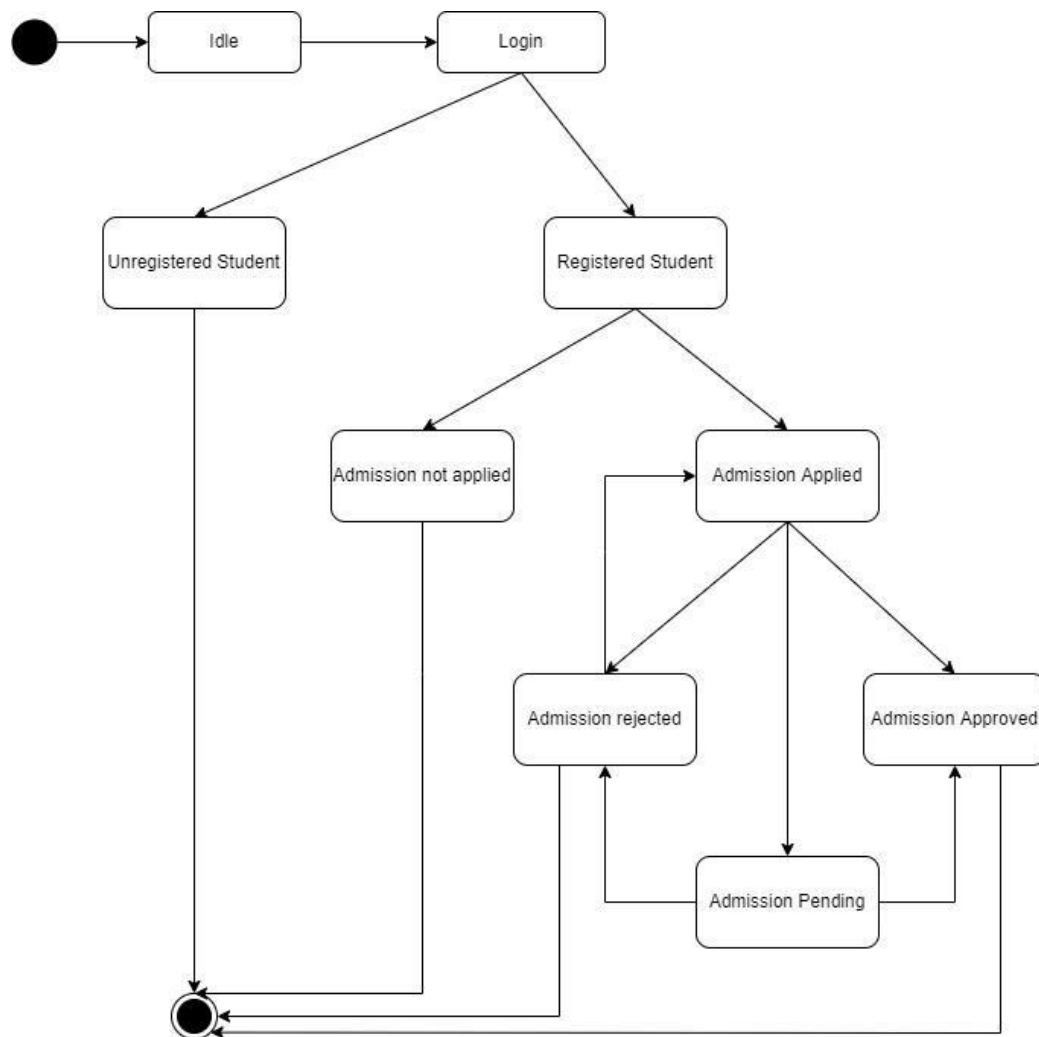 Idle
Login
Unregistered Student
Registered Student
Admission not applied
Admission Applied
Admission rejected
Admission Approved
Admission Pending